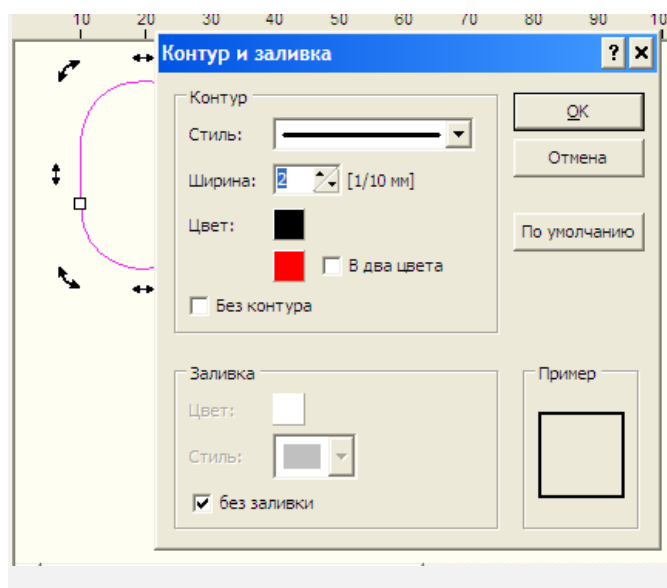 10 20 30 40 50 60 70 80 90
Контур и заливка
?
Контур
Стиль:
Ширина: 2 [1/10 мм]
Цвет:
В два цвета
Без контура
OK
Отмена
По умолчанию
Заливка
Цвет:
Стиль:
без заливки
Пример